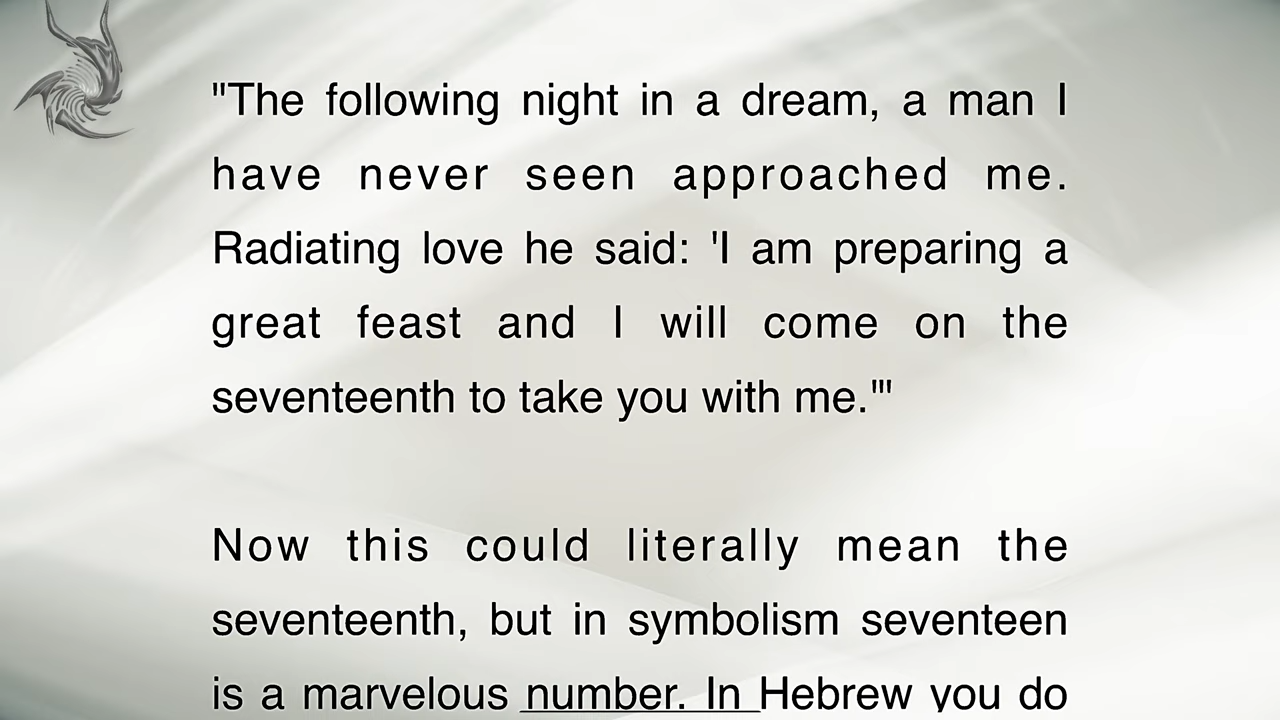 "The following night in a dream, a man I
have never seen approached me.
Radiating love he said: 'I am preparing a
great feast and I will come on the
seventeenth to take you with me.'"
Now this could literally mean the
seventeenth, but in symbolism seventeen
is a marvelous number. In Hebrew you do